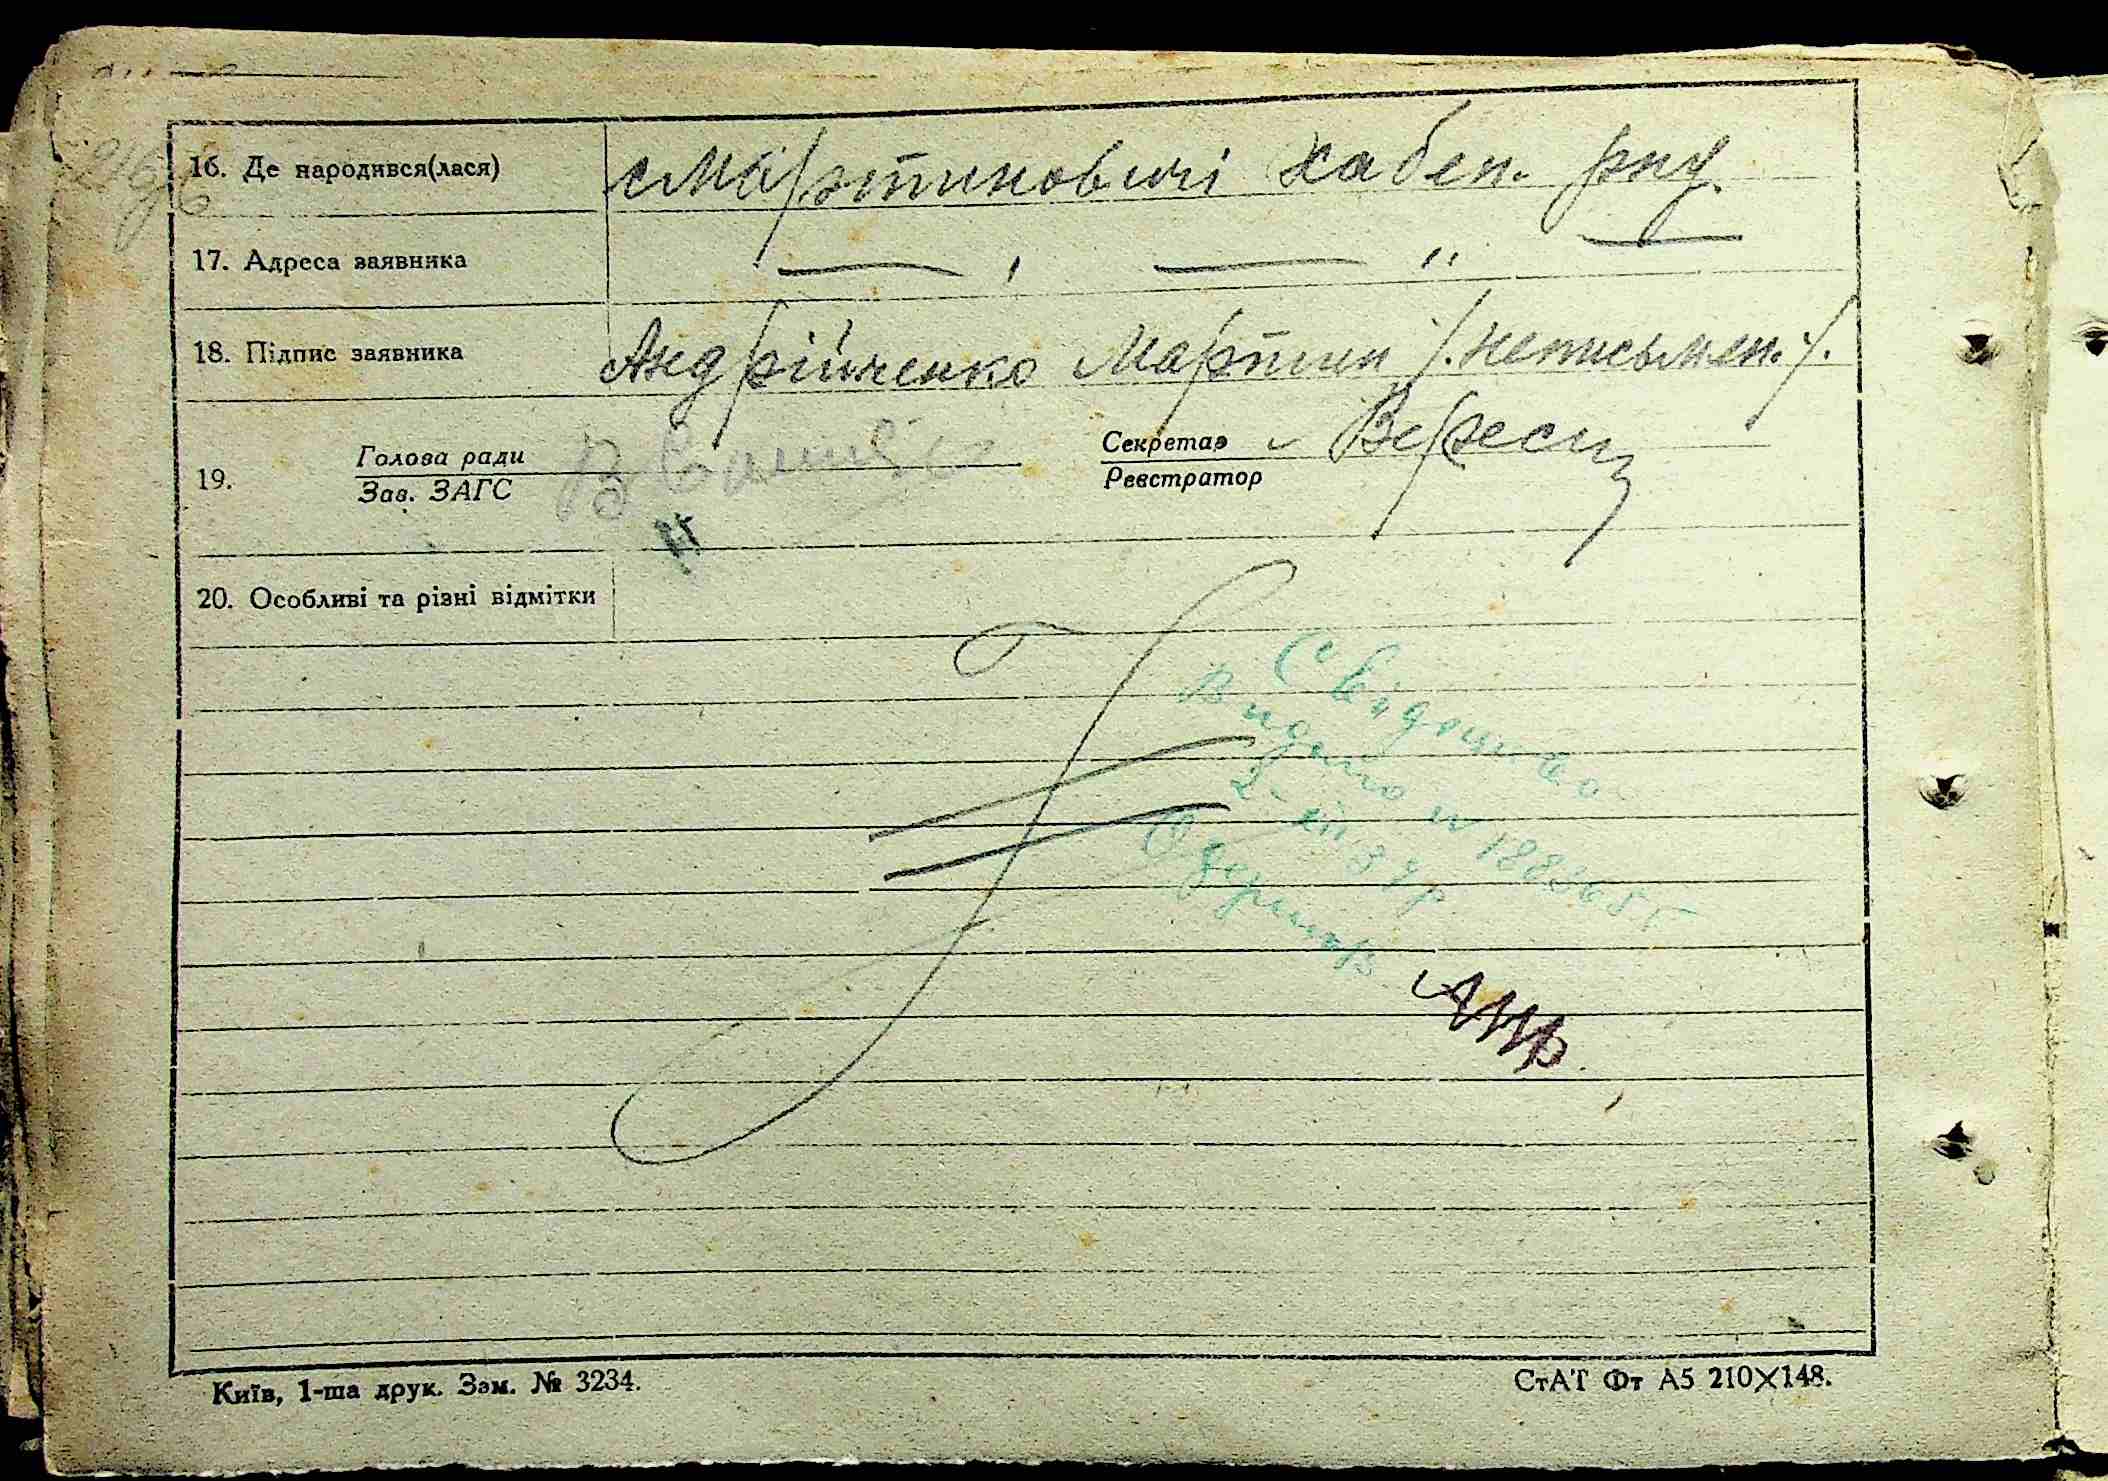 16. Де народився(лася) с Мартиновичі Хабен. рну.
17. Адреса заявника — , — "
18. Підпис заявника Андрійченко Мартин /.неписьмен./.
19. Голова ради Секретар
Зав. ЗАГС Реєстратор
20. Особливі та різні відмітки
Свідоцтво
Видано №
Одержав
Київ, 1-ша друк. Зам. № 3234.
СтАТ Фт А5 210×148.